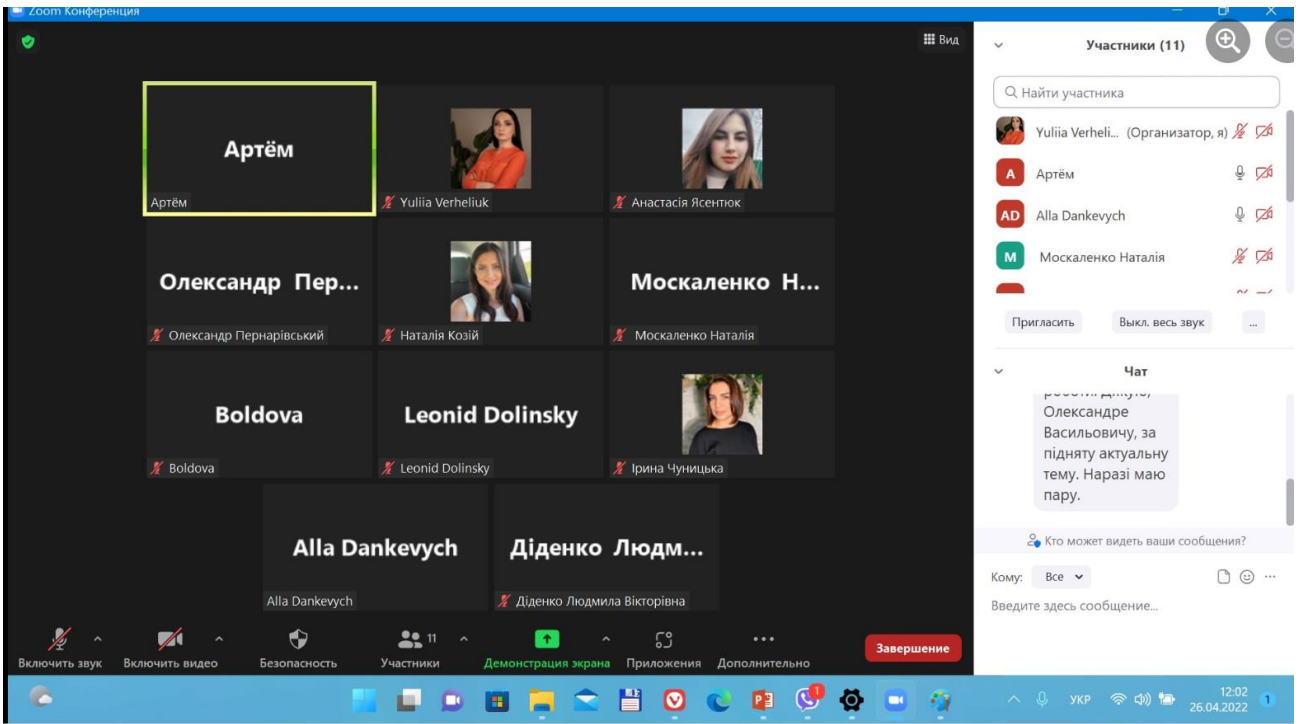 Zoom Конференция
Вид
Артём
Артём
Yuliia Verheliuk
Анастасія Ясентюк
Олександр Пер...
Олександр Пернарівський
Наталія Козій
Москаленко Н...
Москаленко Наталія
Boldova
Boldova
Leonid Dolinsky
Leonid Dolinsky
Ірина Чуницька
Alla Dankevych
Alla Dankevych
Діденко Людм...
Діденко Людмила Вікторівна
Включить звук
Включить видео
Безопасность
11
Участники
Демонстрация экрана
Приложения
Дополнительно
Завершение
Участники (11)
Найти участника
Yuliia Verheli... (Организатор, я)
А Артём
AD Alla Dankevych
М Москаленко Наталія
Пригласить Выкл. весь звук ...
Чат
Олександре
Васильовичу, за
підняту актуальну
тему. Наразі маю
пару.
Кто может видеть ваши сообщения?
Кому: Все
Введите здесь сообщение...
УКР
12:02
26.04.2022
1
1